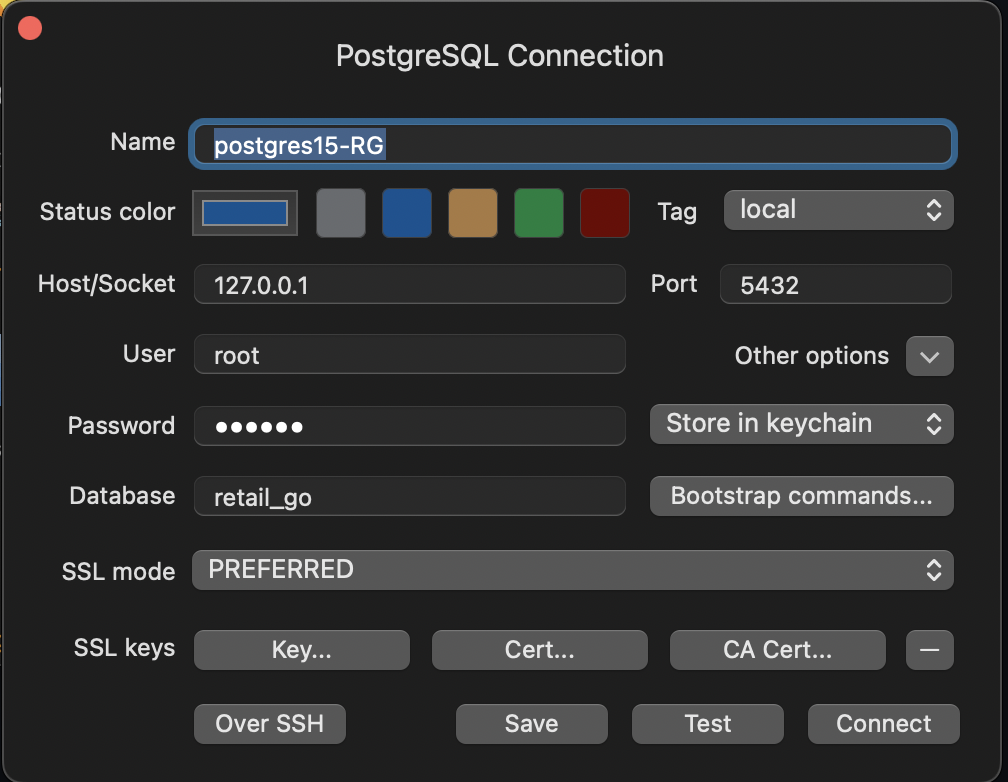 PostgreSQL Connection
Name postgres15-RG
Status color Tag local
Host/Socket 127.0.0.1 Port 5432
User root Other options
Password ●●●●●● Store in keychain
Database retail_go Bootstrap commands...
SSL mode PREFERRED
SSL keys Key... Cert... CA Cert... —
Over SSH Save Test Connect